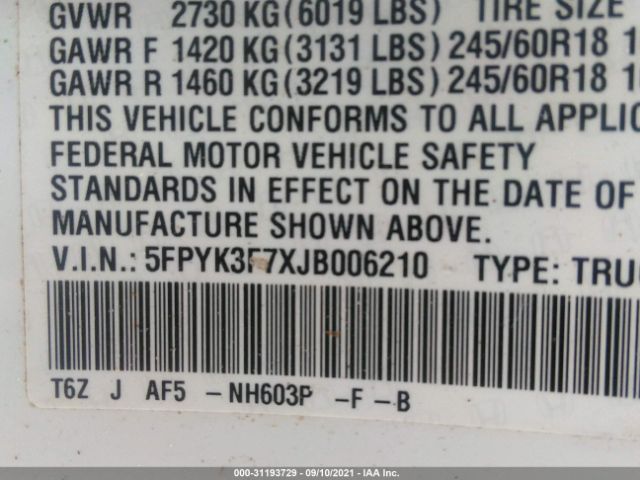 GVWR 2730 KG(6019 LBS) TIRE SIZE
GAWR F 1420 KG(3131 LBS) 245/60R18 1
GAWR R 1460 KG(3219 LBS) 245/60R18 1
THIS VEHICLE CONFORMS TO ALL APPLIC
FEDERAL MOTOR VEHICLE SAFETY
STANDARDS IN EFFECT ON THE DATE OF
MANUFACTURE SHOWN ABOVE.
V.I.N.: 5FPYK3F7XJB006210 TYPE: TRU
T6Z J AF5 -NH603P -F -B
000-31193729 - 09/10/2021 - IAA Inc.